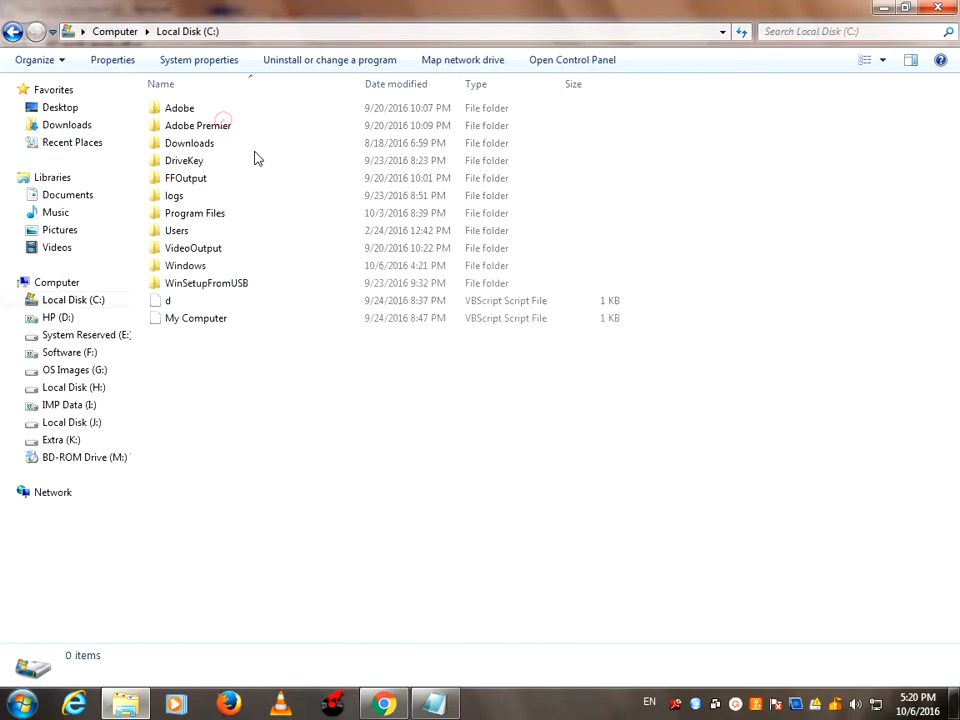 Computer Local Disk (C:) Search Local Disk (C:)
Organize Properties System properties Uninstall or change a program Map network drive Open Control Panel
Name Date modified Type Size
Favorites
Desktop
Downloads
Recent Places
Libraries
Documents
Music
Pictures
Videos
Computer
Local Disk (C:)
HP (D:)
System Reserved (E:)
Software (F:)
OS Images (G:)
Local Disk (H:)
IMP Data (I:)
Local Disk (J:)
Extra (K:)
BD-ROM Drive (M:)
Network
Adobe 9/20/2016 10:07 PM File folder
Adobe Premier 9/20/2016 10:09 PM File folder
Downloads 8/18/2016 6:59 PM File folder
DriveKey 9/23/2016 8:23 PM File folder
FFOutput 9/20/2016 10:01 PM File folder
logs 9/23/2016 8:51 PM File folder
Program Files 10/3/2016 8:39 PM File folder
Users 2/24/2016 12:42 PM File folder
VideoOutput 9/20/2016 10:22 PM File folder
Windows 10/6/2016 4:21 PM File folder
WinSetupFromUSB 9/23/2016 9:32 PM File folder
d 9/24/2016 8:37 PM VBScript Script File 1 KB
My Computer 9/24/2016 8:47 PM VBScript Script File 1 KB
0 items
EN
5:20 PM
10/6/2016